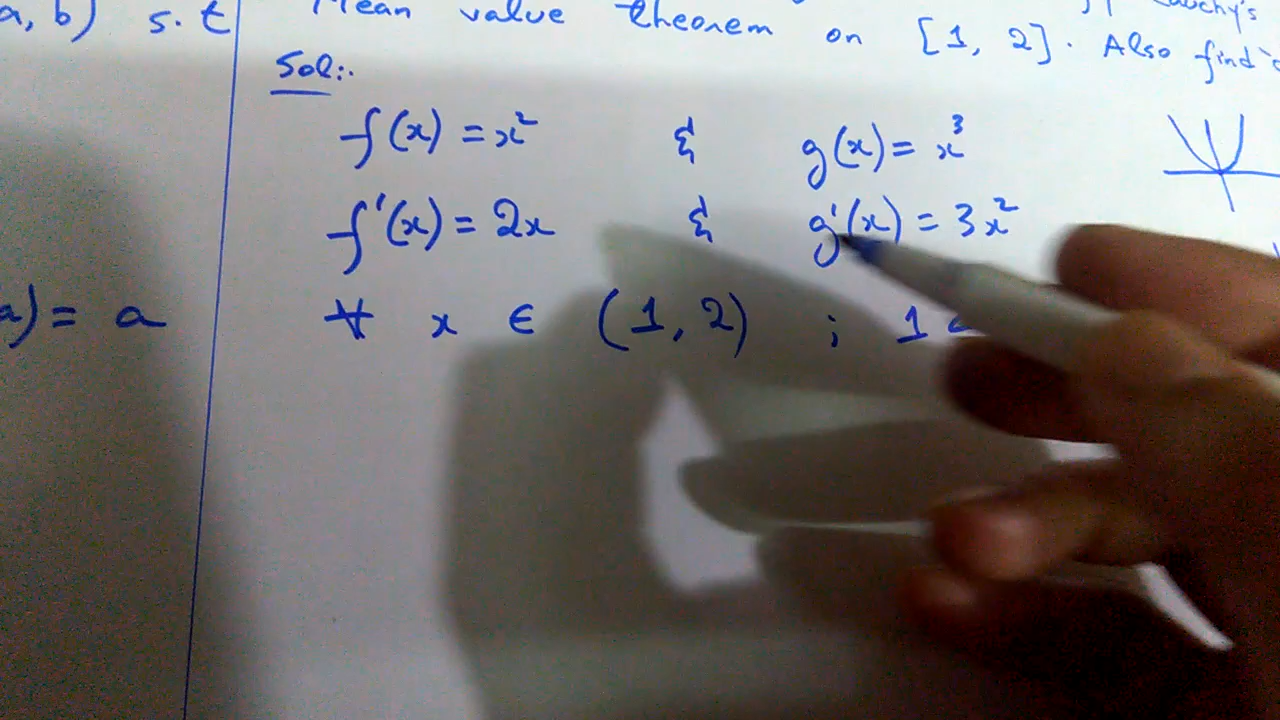 a, b) s.t
a) = a
Mean value theorem on [1, 2]. Also find
Sol:.
f(x) = x² & g(x) = x³
f'(x) = 2x & g'(x) = 3x²
∀ x ∈ (1, 2) ; 1